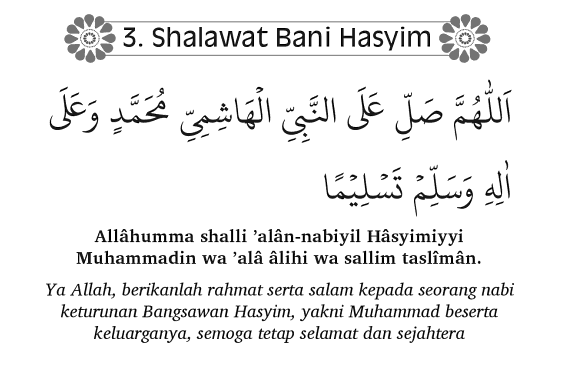 3. Shalawat Bani Hasyim
اَللّٰهُمَّ صَلِّ عَلَى النَّبِيِّ الْهَاشِمِيِّ مُحَمَّدٍ وَعَلَى
اٰلِهِ وَسَلِّمْ تَسْلِيْمًا
Allâhumma shalli ’alân-nabiyil Hâsyimiyyi
Muhammadin wa ’alâ âlihi wa sallim taslîmân.
Ya Allah, berikanlah rahmat serta salam kepada seorang nabi
keturunan Bangsawan Hasyim, yakni Muhammad beserta
keluarganya, semoga tetap selamat dan sejahtera